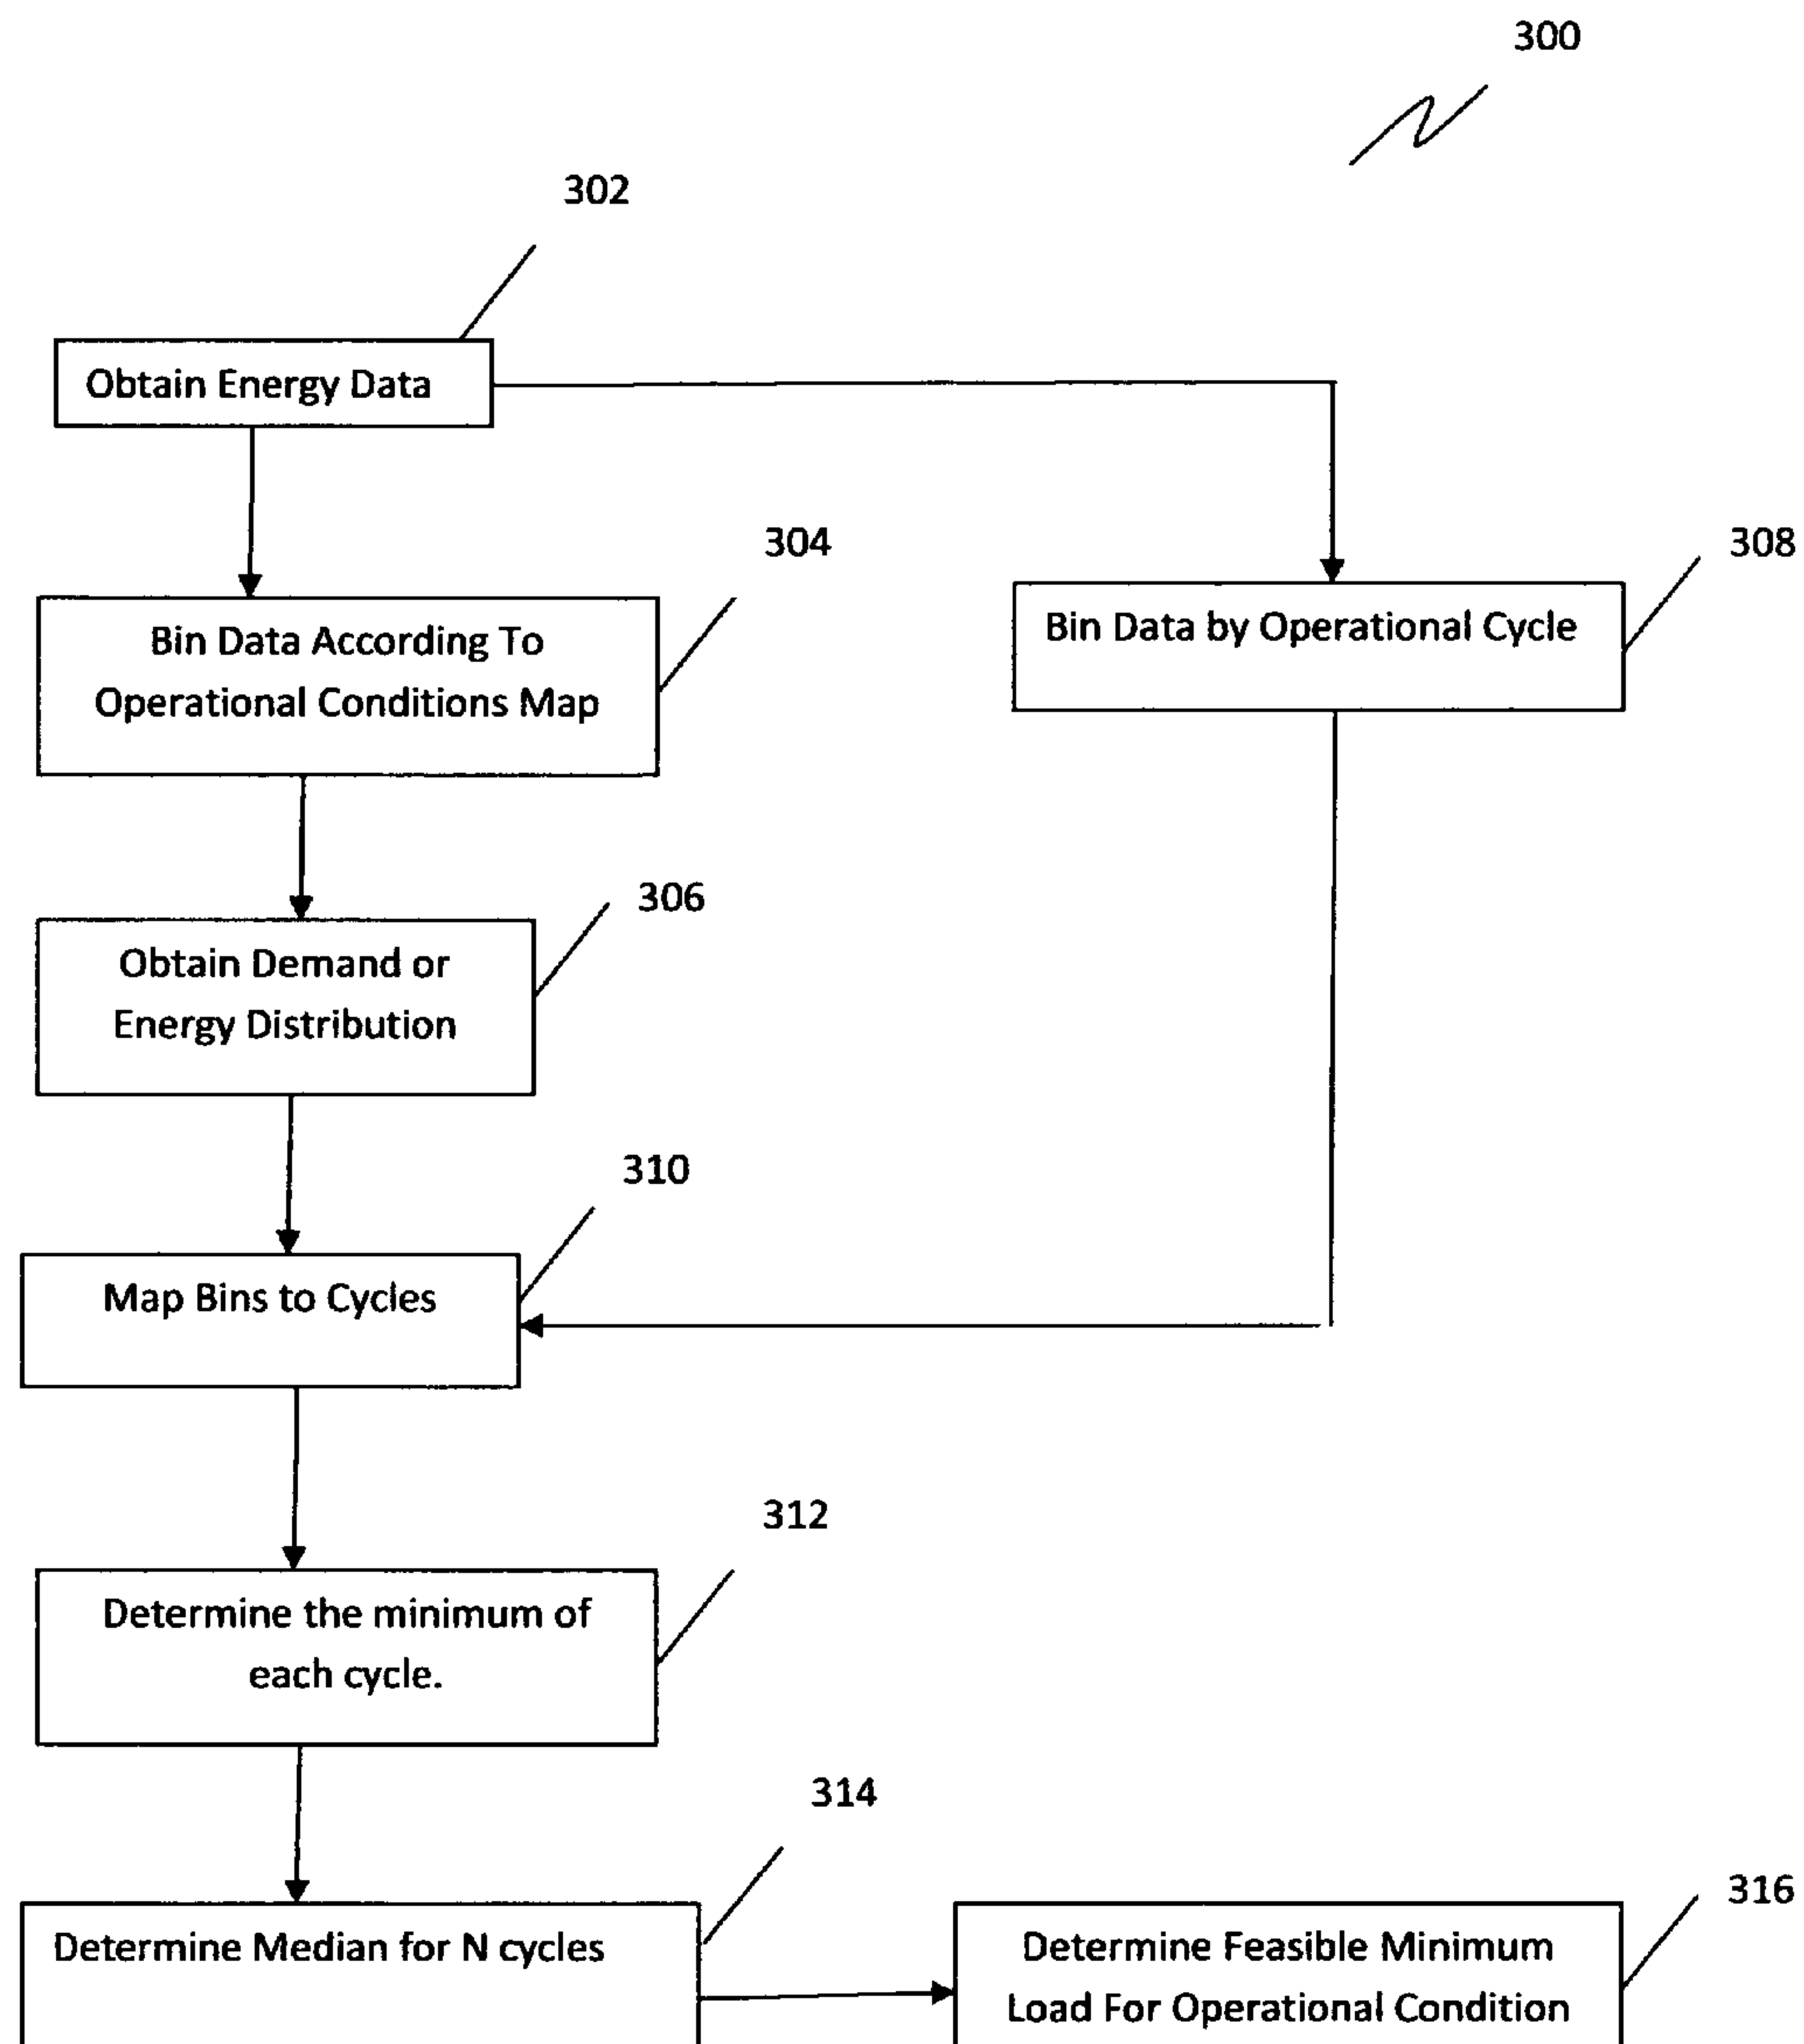 300
302
Obtain Energy Data
304
308
Bin Data According To
Operational Conditions Map
Bin Data by Operational Cycle
306
Obtain Demand or
Energy Distribution
310
Map Bins to Cycles
312
Determine the minimum of
each cycle.
314
316
Determine Median for N cycles
Determine Feasible Minimum
Load For Operational Condition